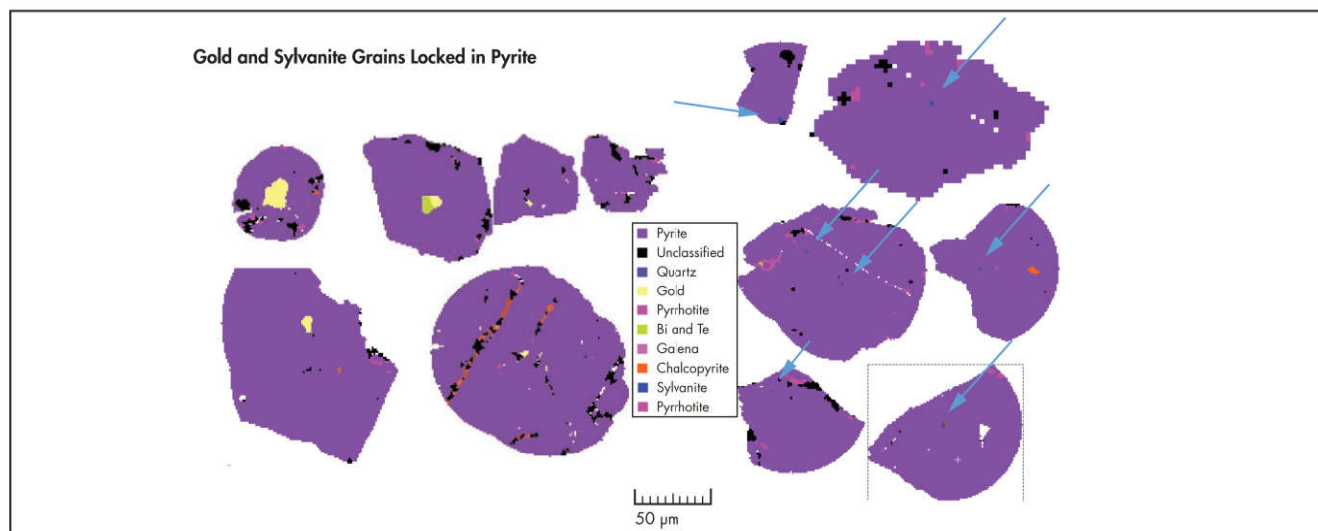 Gold and Sylvanite Grains Locked in Pyrite
Pyrite
Unclassified
Quartz
Gold
Pyrrhotite
Bi and Te
Galena
Chalcopyrite
Sylvanite
Pyrrhotite
50 µm